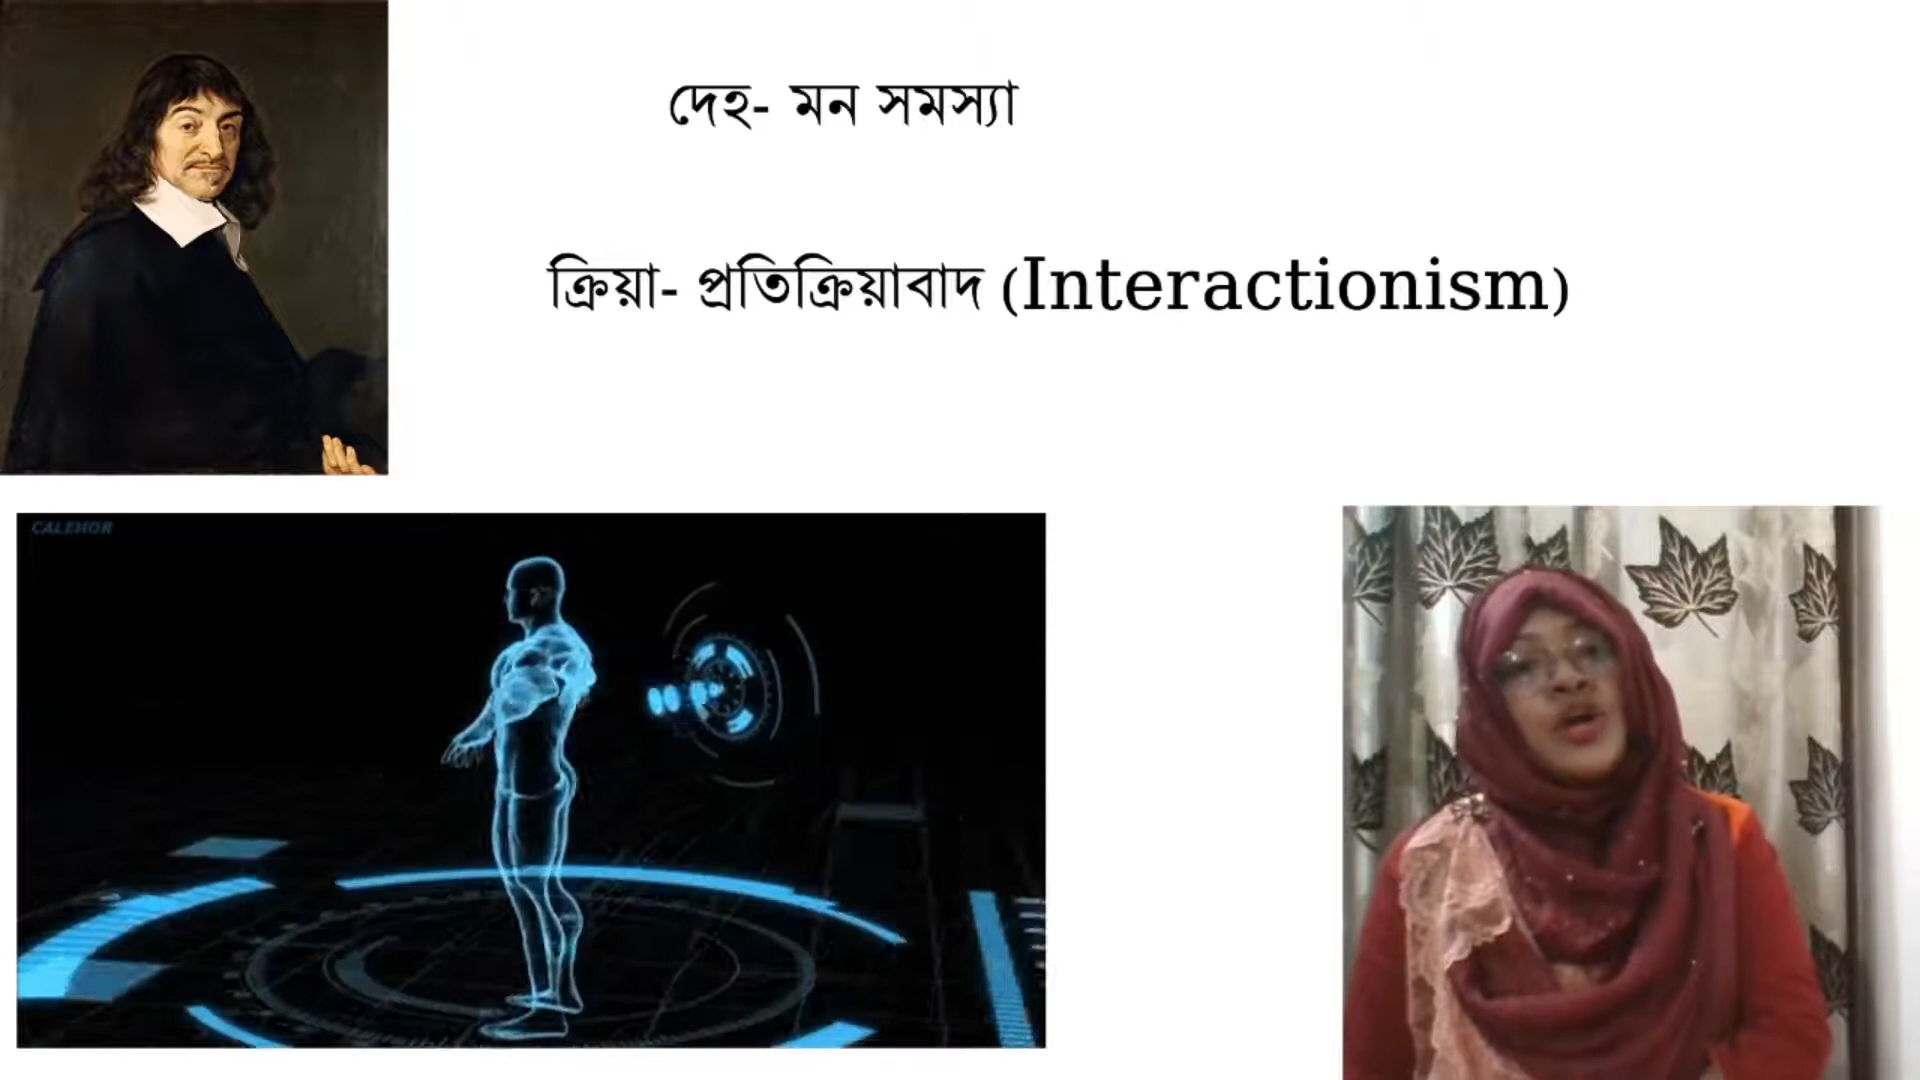 দেহ- মন সমস্যা
ক্রিয়া- প্রতিক্রিয়াবাদ (Interactionism)
CALEHOR